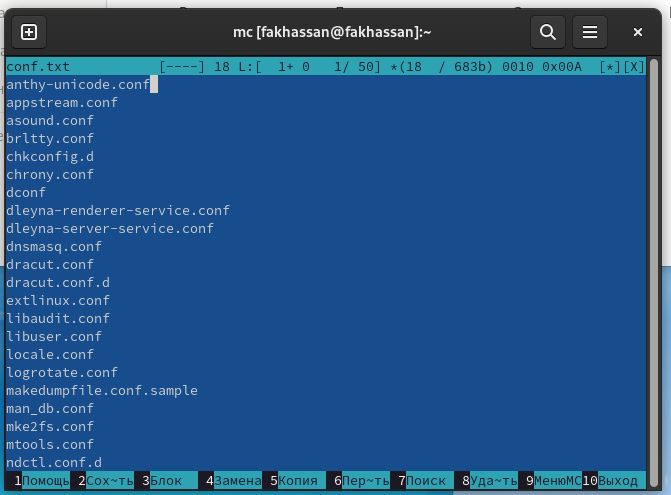 mc [fakhassan@fakhassan]:~
conf.txt [----] 18 L:[ 1+ 0 1/ 50] *(18 / 683b) 0010 0x00A [*][X]
anthy-unicode.conf
appstream.conf
asound.conf
brltty.conf
chkconfig.d
chrony.conf
dconf
dleyna-renderer-service.conf
dleyna-server-service.conf
dnsmasq.conf
dracut.conf
dracut.conf.d
extlinux.conf
libaudit.conf
libuser.conf
locale.conf
logrotate.conf
makedumpfile.conf.sample
man_db.conf
mke2fs.conf
mtools.conf
ndctl.conf.d
1Помощь 2Сох~ть 3Блок 4Замена 5Копия 6Пер~ть 7Поиск 8Уда~ть 9МенюMC 10Выход